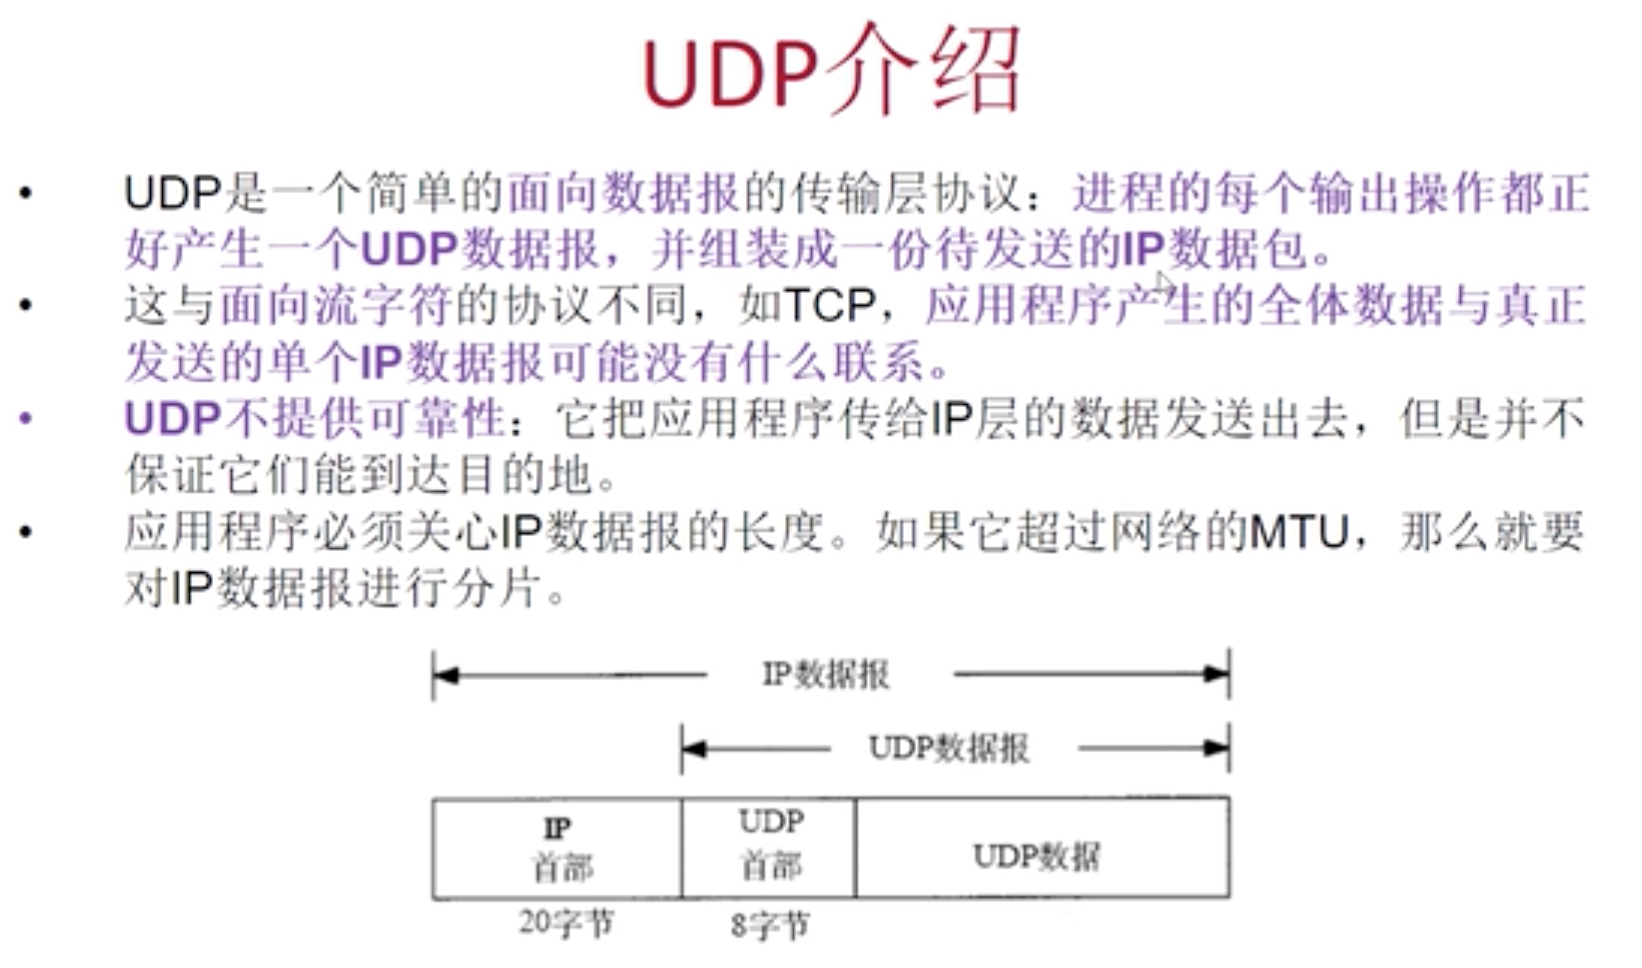 UDP介绍
• UDP是一个简单的面向数据报的传输层协议：进程的每个输出操作都正
好产生一个UDP数据报，并组装成一份待发送的IP数据包。
• 这与面向流字符的协议不同，如TCP，应用程序产生的全体数据与真正
发送的单个IP数据报可能没有什么联系。
• UDP不提供可靠性：它把应用程序传给IP层的数据发送出去，但是并不
保证它们能到达目的地。
• 应用程序必须关心IP数据报的长度。如果它超过网络的MTU，那么就要
对IP数据报进行分片。
IP数据报
UDP数据报
IP
首部
UDP
首部
UDP数据
20字节
8字节